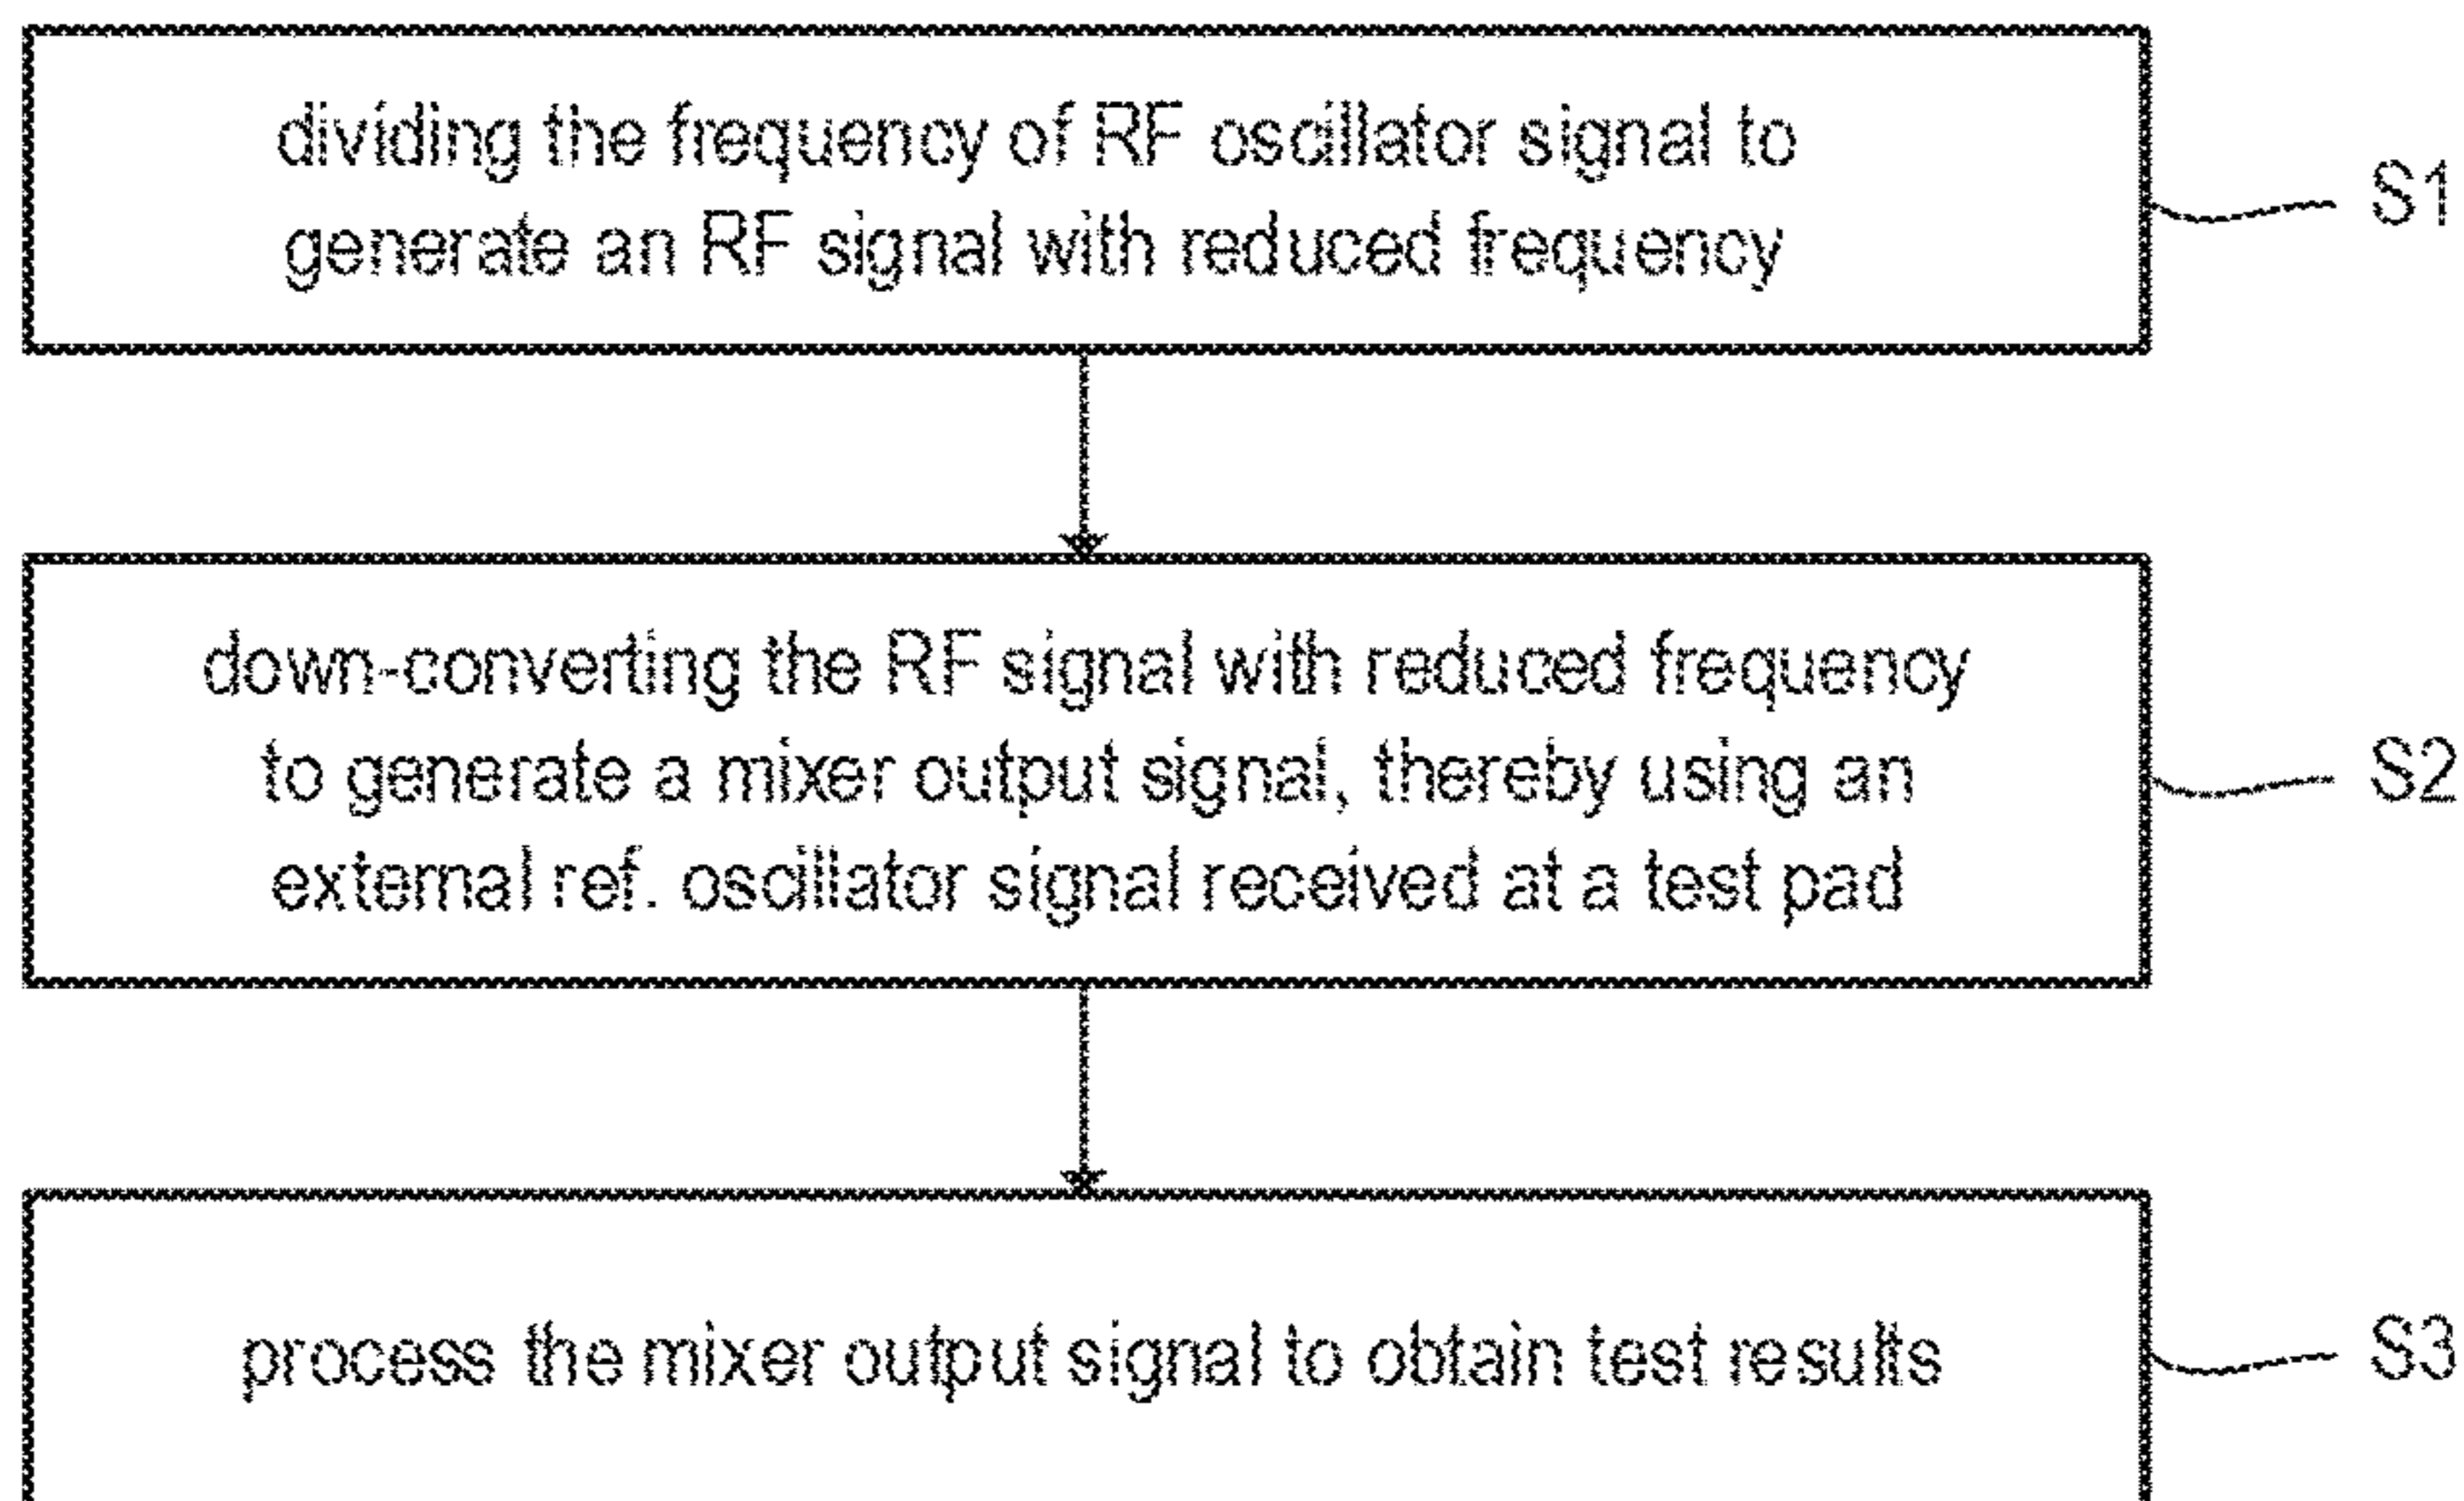 dividing the frequency of RF oscillator signal to
generate an RF signal with reduced frequency
S1
down-converting the RF signal with reduced frequency
to generate a mixer output signal, thereby using an
external ref. oscillator signal received at a test pad
S2
process the mixer output signal to obtain test results
S3